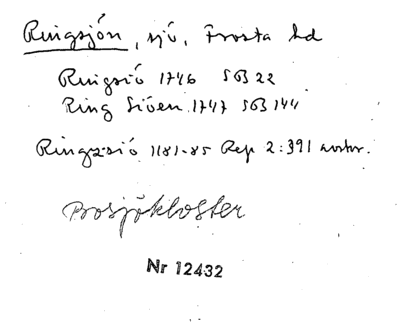 Ringsjön, sjö, Frosta hd
Ringsiö 1746 SOB 22
Ring Siöen 1747 SOB 144
Ringzsiö 1181-85 Rep 2:391 avskr.
Bosjökloster
Nr 12432